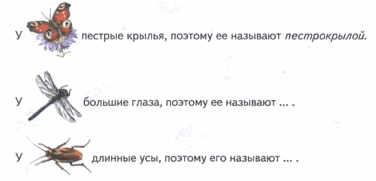 У пестрые крылья, поэтому ее называют пестрокрылой.
У большие глаза, поэтому ее называют ... .
У длинные усы, поэтому его называют ... .